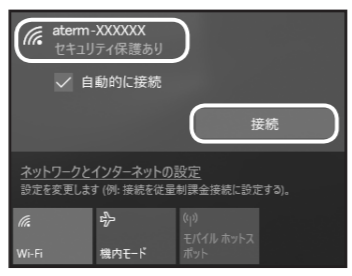 aterm-XXXXXX
セキュリティ保護あり
自動的に接続
接続
ネットワークとインターネットの設定
設定を変更します (例: 接続を従量制課金接続に設定する)。
Wi-Fi
機内モード
モバイル ホットス
ポット